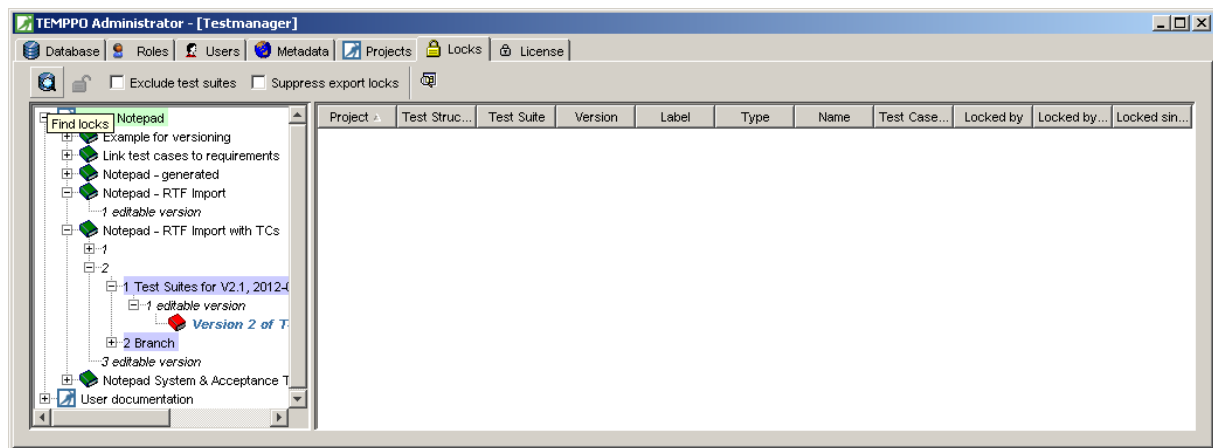 TEMPPO Administrator - [Testmanager]
Database Roles Users Metadata Projects Locks License
Exclude test suites Suppress export locks
Project Test Struc... Test Suite Version Label Type Name Test Case... Locked by Locked by... Locked sin...
Notepad
Find locks
Example for versioning
Link test cases to requirements
Notepad - generated
Notepad - RTF Import
1 editable version
Notepad - RTF Import with TCs
1
2
1 Test Suites for V2.1, 2012-
1 editable version
Version 2 of T
2 Branch
3 editable version
Notepad System & Acceptance T
User documentation